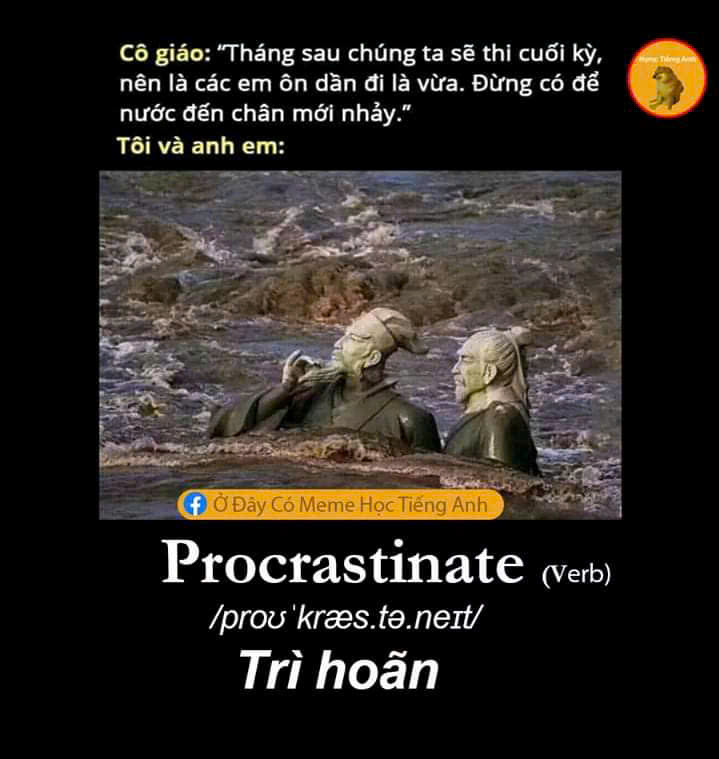 Cô giáo: “Tháng sau chúng ta sẽ thi cuối kỳ,
nên là các em ôn dần đi là vừa. Đừng có để
nước đến chân mới nhảy.”
Tôi và anh em:
Meme Tiếng Anh
Ở Đây Có Meme Học Tiếng Anh
Procrastinate (Verb)
/proʊˈkræs.tə.neɪt/
Trì hoãn